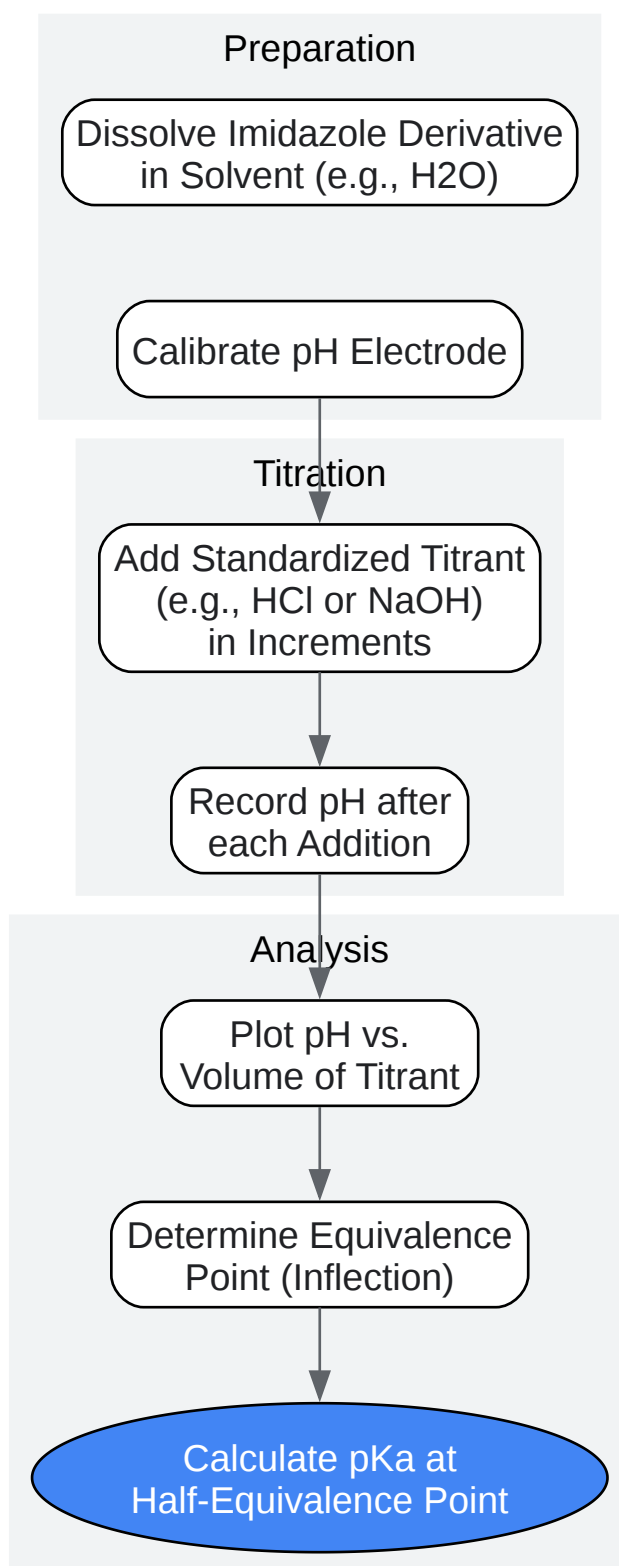 Preparation
Dissolve Imidazole Derivative
in Solvent (e.g., H2O)
Calibrate pH Electrode
Titration
Add Standardized Titrant
(e.g., HCl or NaOH)
in Increments
Record pH after
each Addition
Analysis
Plot pH vs.
Volume of Titrant
Determine Equivalence
Point (Inflection)
Calculate pKa at
Half-Equivalence Point